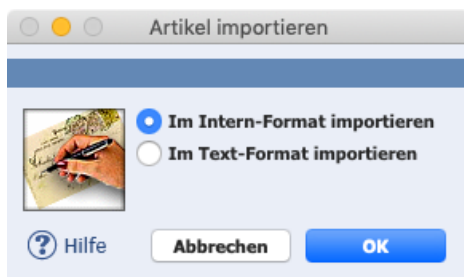 Artikel importieren
Im Intern-Format importieren
Im Text-Format importieren
? Hilfe
Abbrechen
OK